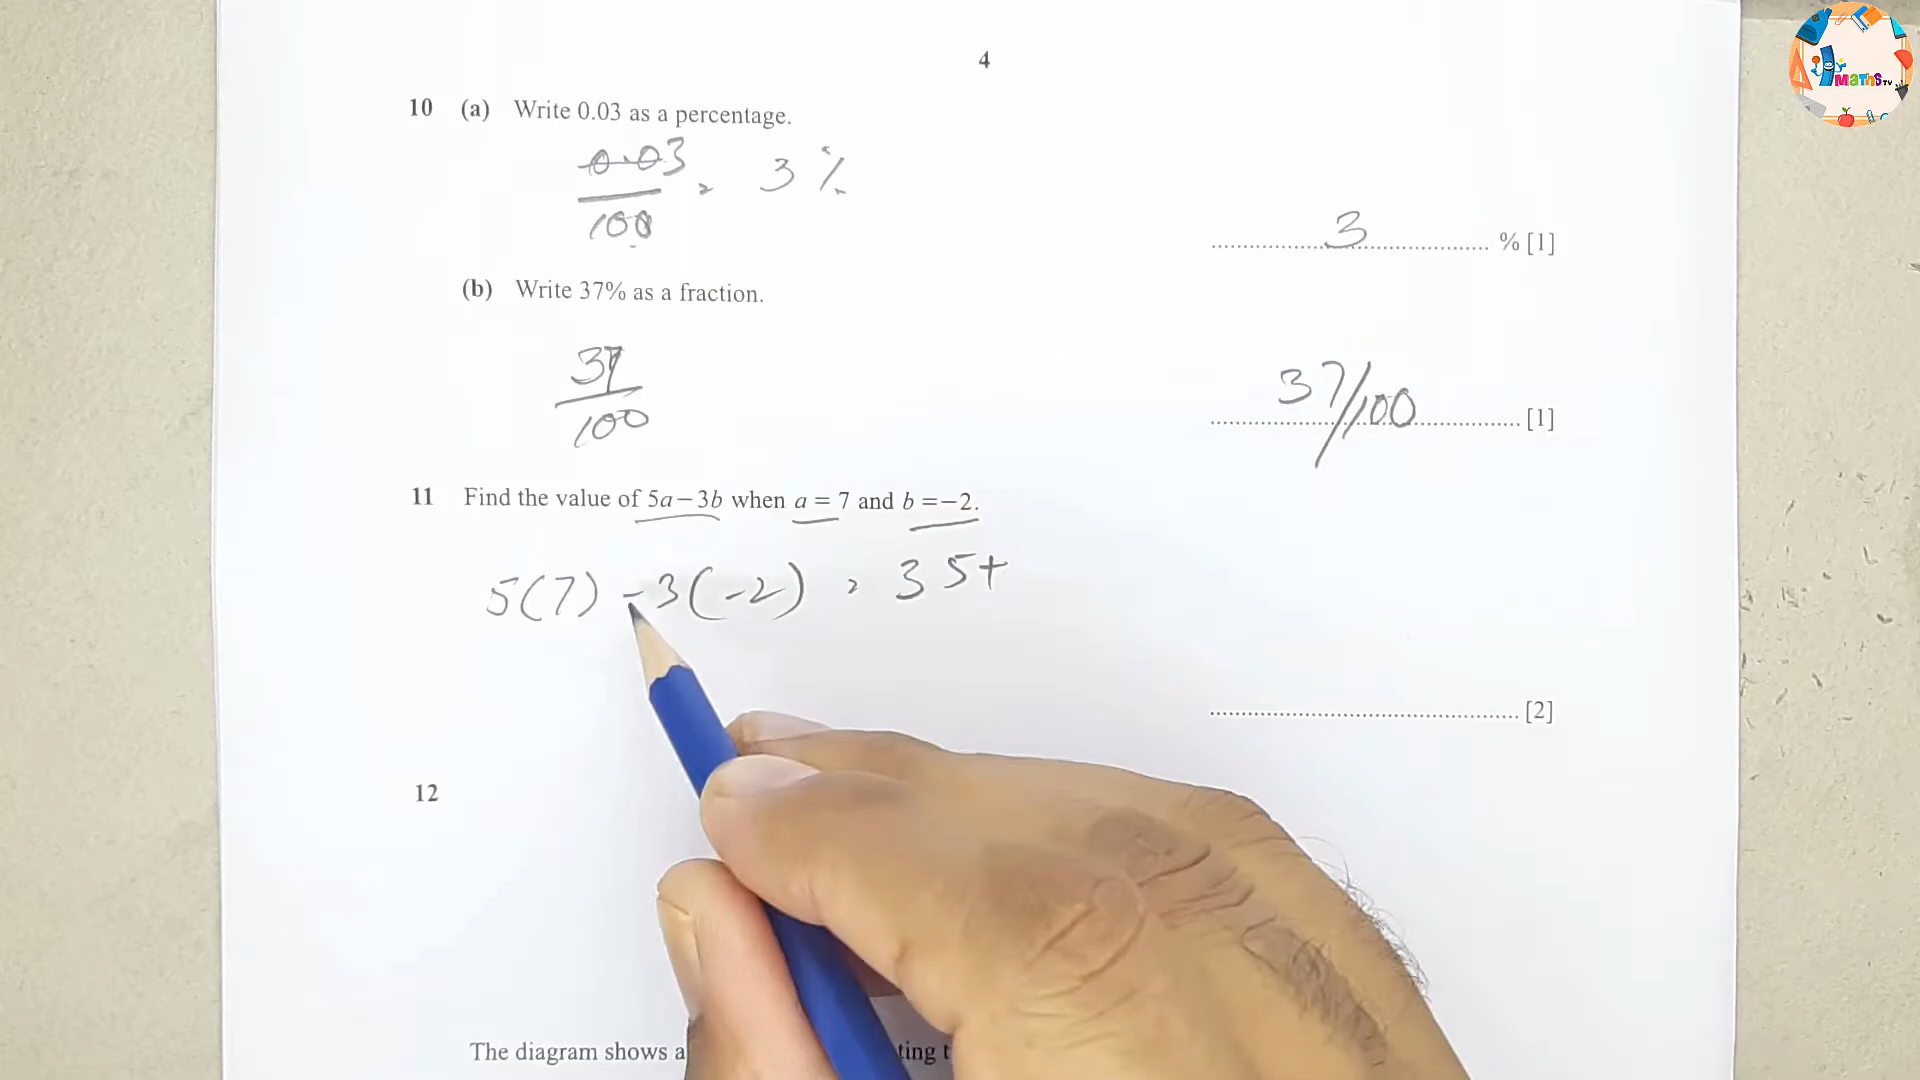 4
MATHS TV
10 (a) Write 0.03 as a percentage.
0.03
100
= 3 %
3
% [1]
(b) Write 37% as a fraction.
37
100
37/100
[1]
11 Find the value of 5a−3b when a = 7 and b =−2.
5(7) -3(-2) = 35+
[2]
12
The diagram shows a
ting t